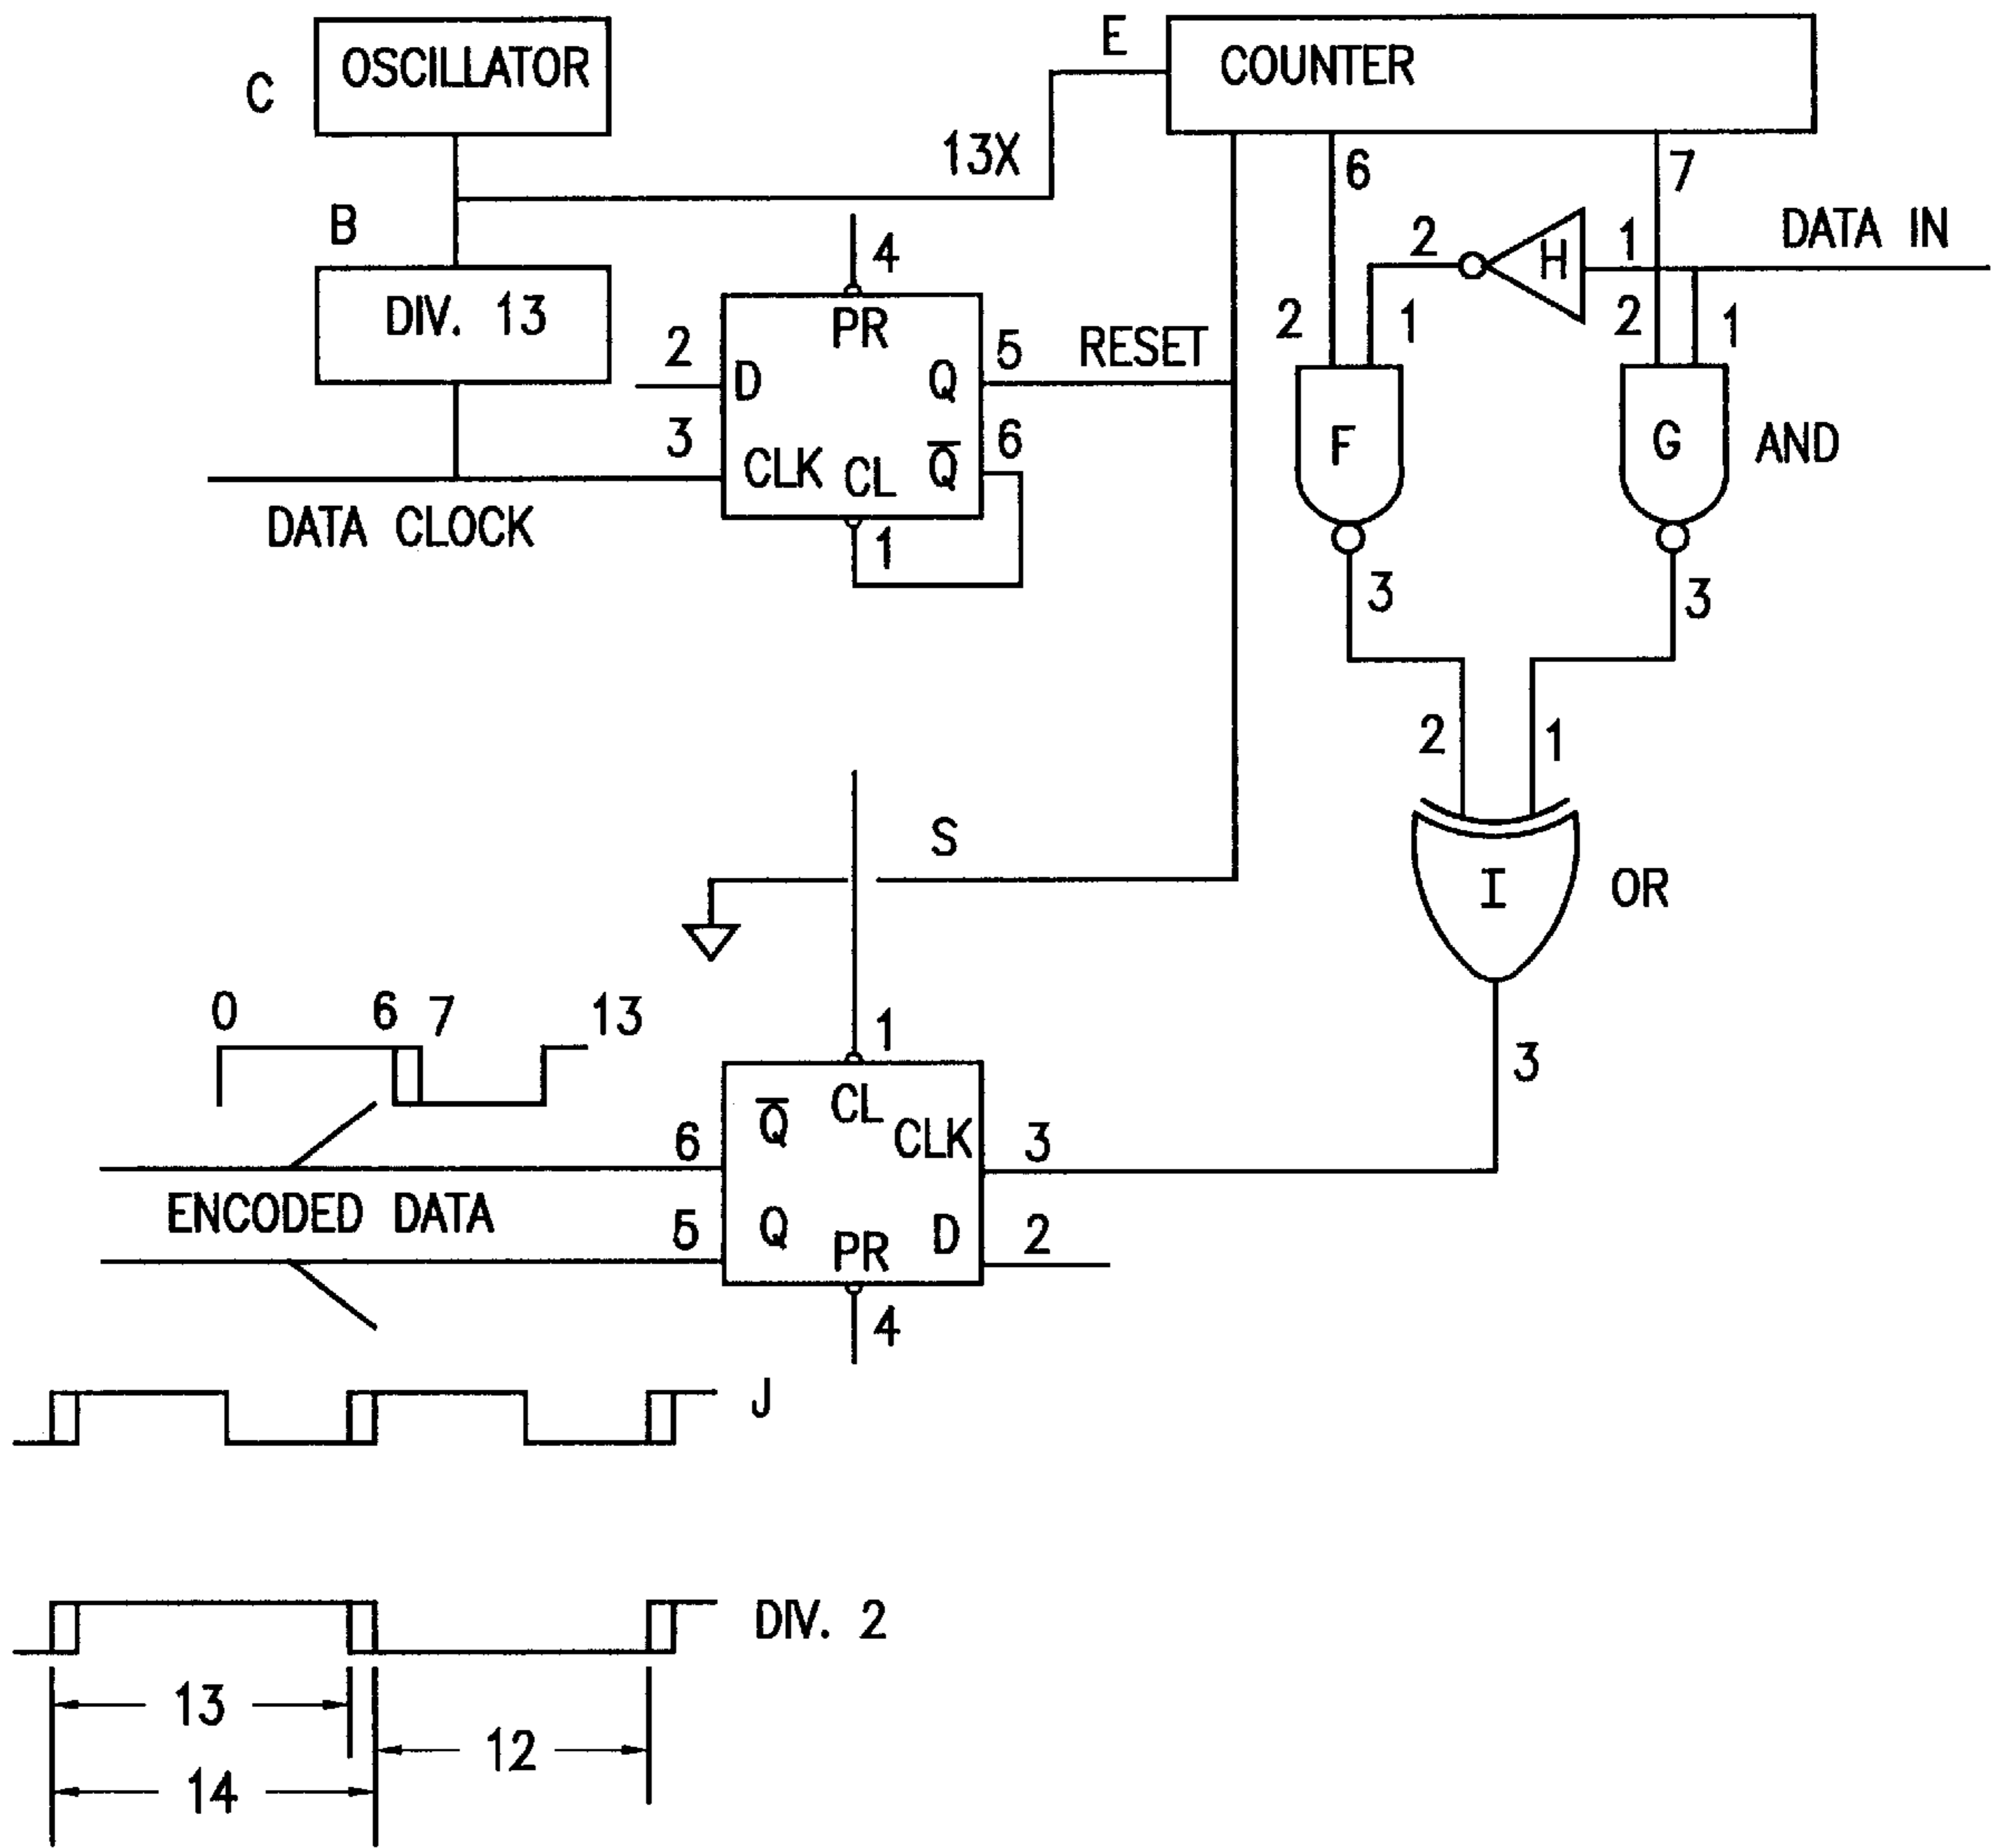 E
OSCILLATOR
COUNTER
C
13X
6
7
B
4
2
H
1
DATA IN
DIV. 13
PR
2
1
2
1
2
D
Q
5
RESET
3
CLK
CL
Q̅
6
F
G
AND
DATA CLOCK
1
3
3
2
1
S
I
OR
0
6
7
13
1
3
Q̅
CL
CLK
6
3
ENCODED DATA
5
Q
PR
D
2
4
J
DIV. 2
13
12
14